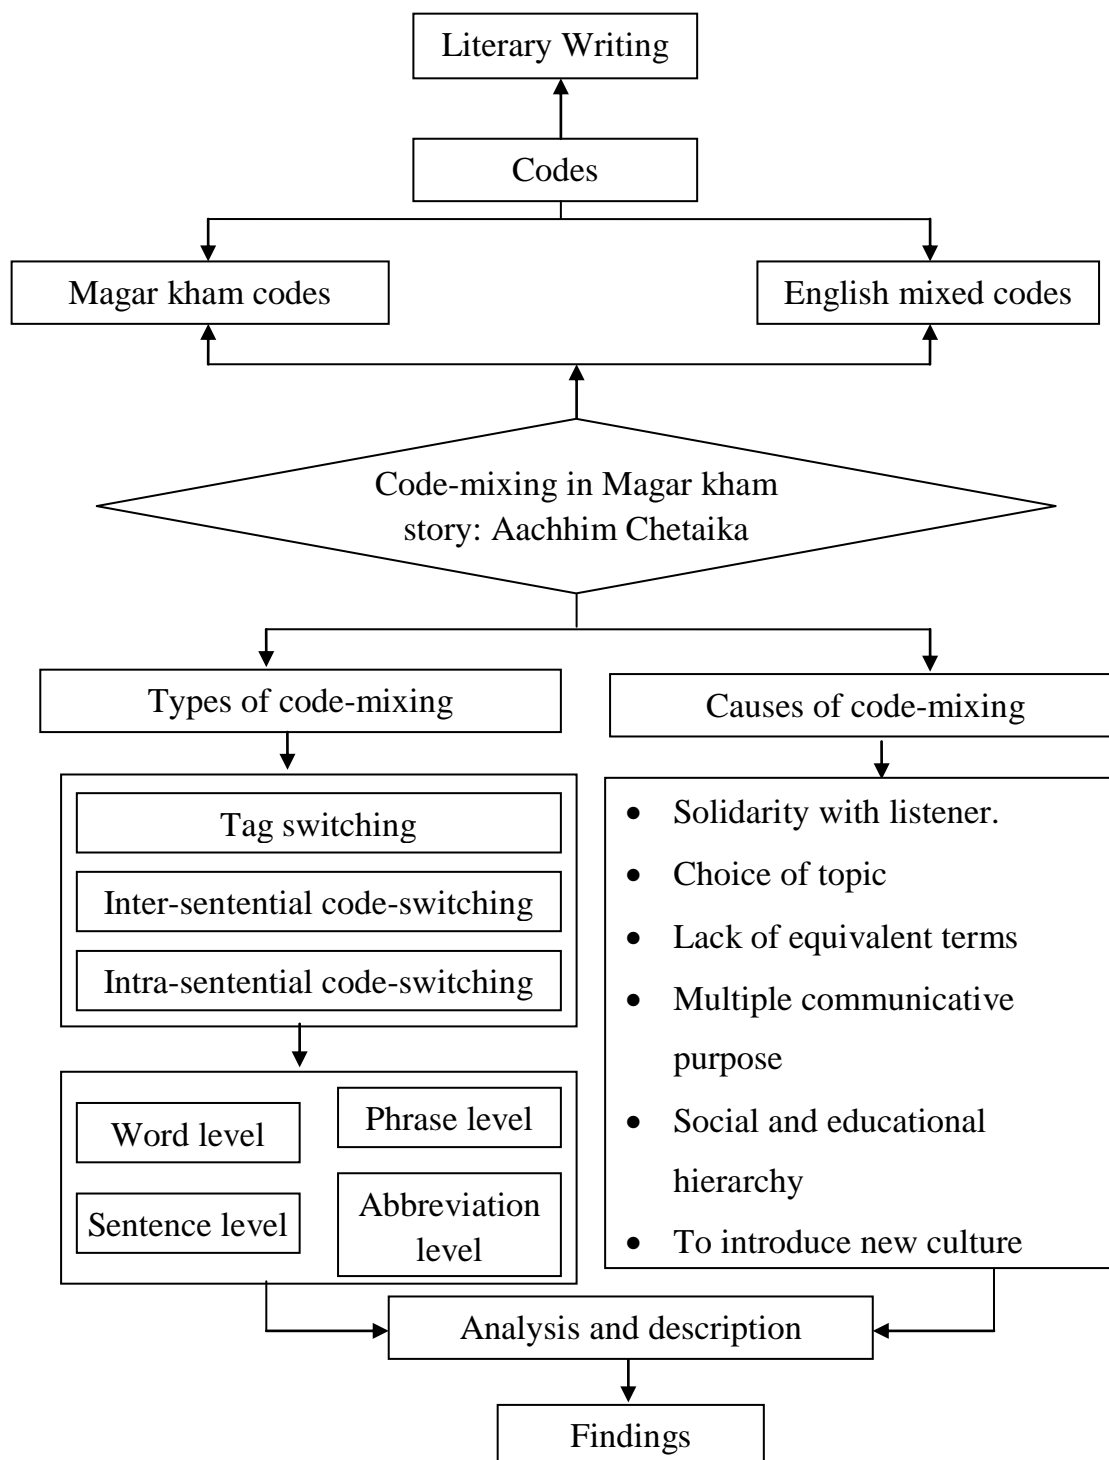 Literary Writing
Codes
Magar kham codes
English mixed codes
Code-mixing in Magar kham
story: Aachhim Chetaika
Types of code-mixing
Causes of code-mixing
Tag switching
Inter-sentential code-switching
Intra-sentential code-switching
Word level
Phrase level
Sentence level
Abbreviation
level
• Solidarity with listener.
• Choice of topic
• Lack of equivalent terms
• Multiple communicative
purpose
• Social and educational
hierarchy
• To introduce new culture
Analysis and description
Findings